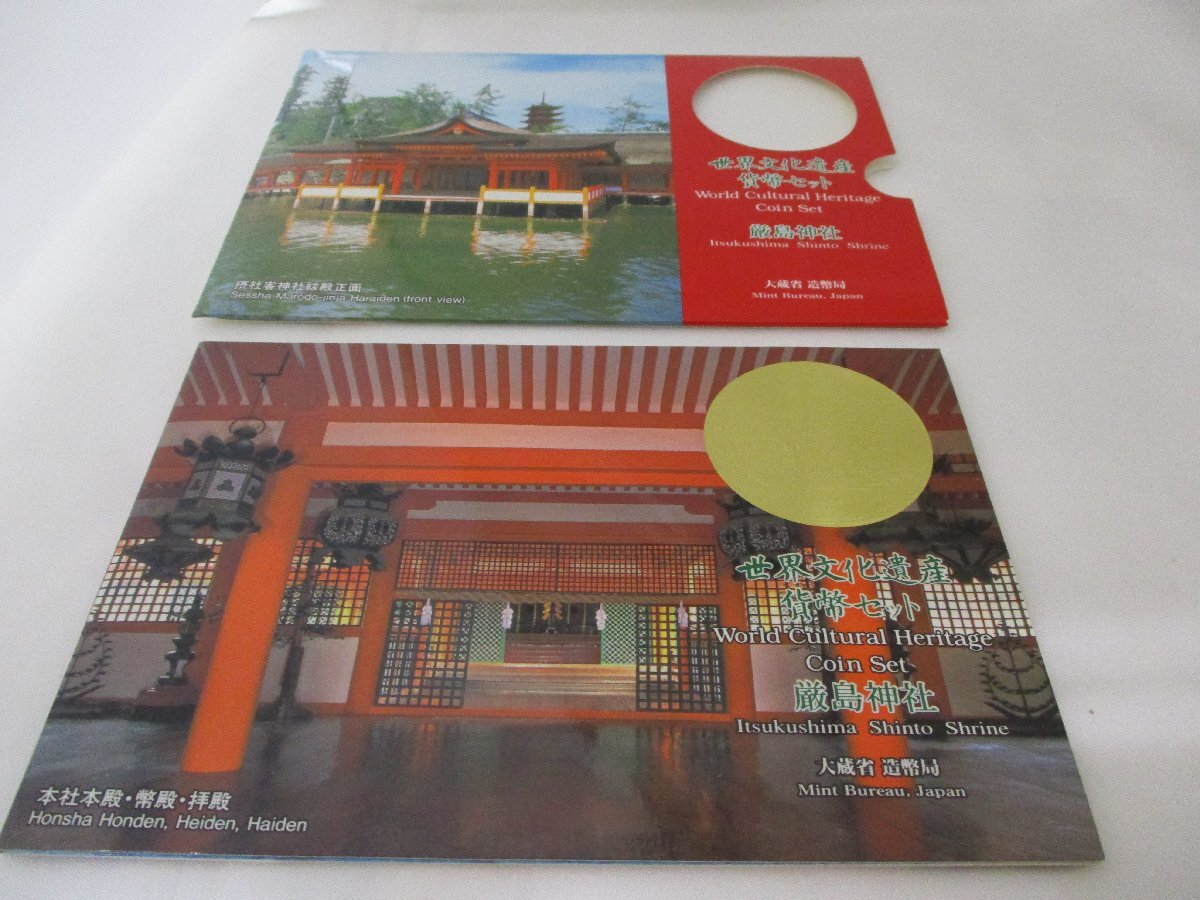 世界文化遺産
貨幣セット
World Cultural Heritage
Coin Set
厳島神社
Itsukushima Shinto Shrine
大蔵省 造幣局
Mint Bureau, Japan
摂社客神社祓殿正面
Sessha Marodo-jinja Haraiden (front view)
世界文化遺産
貨幣セット
World Cultural Heritage
Coin Set
厳島神社
Itsukushima Shinto Shrine
大蔵省 造幣局
Mint Bureau, Japan
本社本殿・幣殿・拝殿
Honsha Honden, Heiden, Haiden